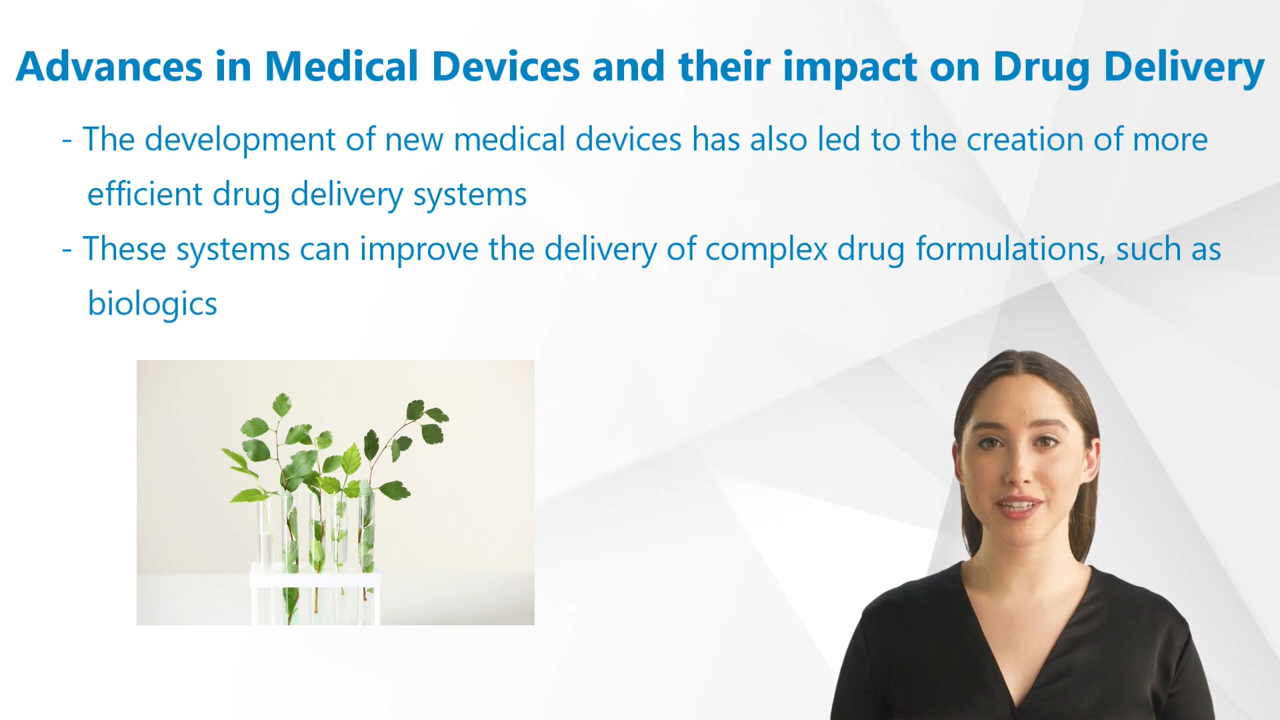 Advances in Medical Devices and their impact on Drug Delivery
- The development of new medical devices has also led to the creation of more
efficient drug delivery systems
- These systems can improve the delivery of complex drug formulations, such as
biologics